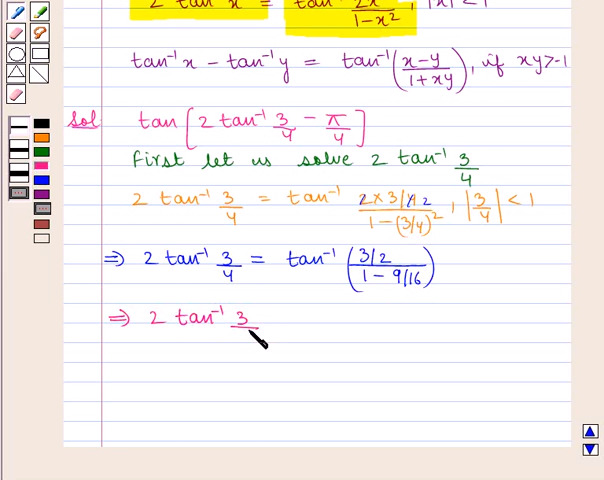 2 tan⁻¹ x = tan⁻¹ 2x/(1−x²), |x| < 1
tan⁻¹x − tan⁻¹y = tan⁻¹((x−y)/(1+xy)), if xy>-1
Sol tan[2 tan⁻¹ 3/4 − π/4]
First let us solve 2 tan⁻¹ 3/4
2 tan⁻¹ 3/4 = tan⁻¹ (2×3/4 2)/(1−(3/4)²), |3/4| < 1
⇒ 2 tan⁻¹ 3/4 = tan⁻¹((3/2)/(1−9/16))
⇒ 2 tan⁻¹ 3